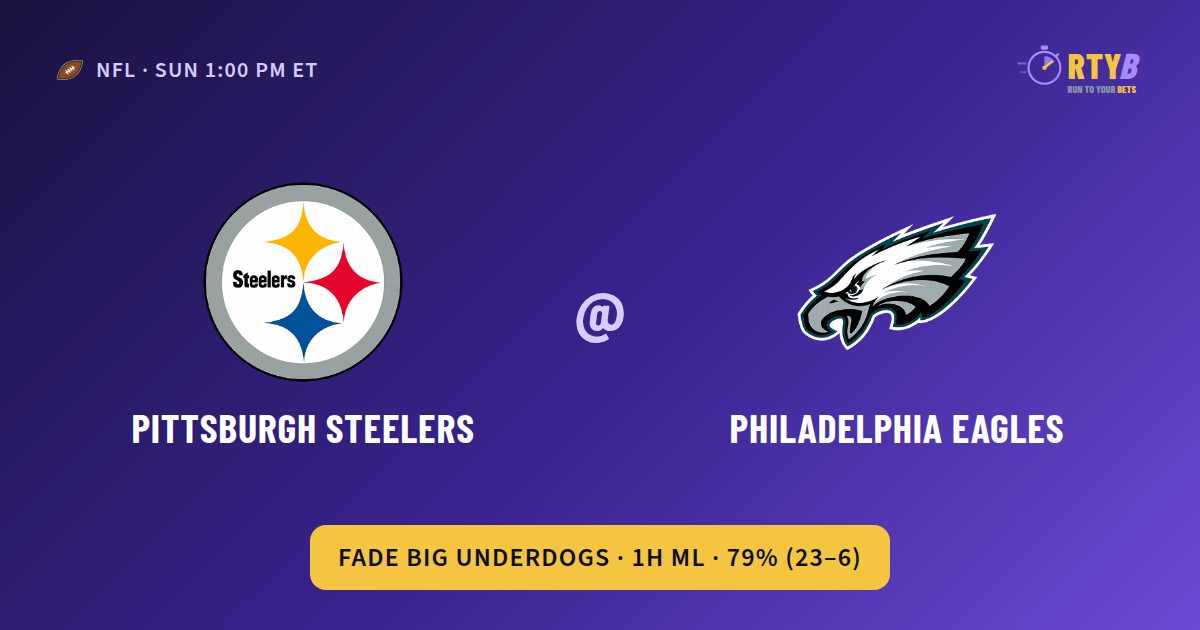 NFL · SUN 1:00 PM ET
RTYB
RUN TO YOUR BETS
Steelers
@
PITTSBURGH STEELERS
PHILADELPHIA EAGLES
FADE BIG UNDERDOGS · 1H ML · 79% (23–6)